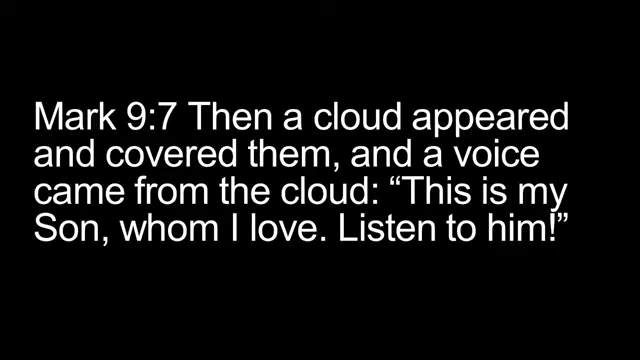 Mark 9:7 Then a cloud appeared
and covered them, and a voice
came from the cloud: “This is my
Son, whom I love. Listen to him!”